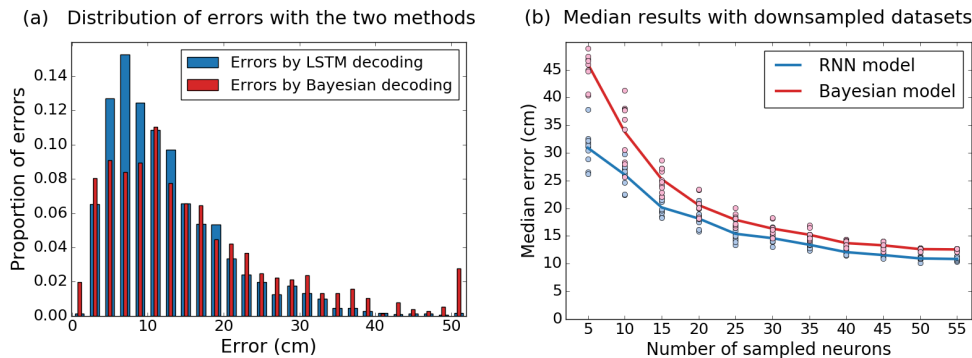 (a) Distribution of errors with the two methods
Errors by LSTM decoding
Errors by Bayesian decoding
Proportion of errors
0.14
0.12
0.10
0.08
0.06
0.04
0.02
0.00
0 10 20 30 40 50
Error (cm)
(b) Median results with downsampled datasets
RNN model
Bayesian model
Median error (cm)
45
40
35
30
25
20
15
10
5
0
5 10 15 20 25 30 35 40 45 50 55
Number of sampled neurons